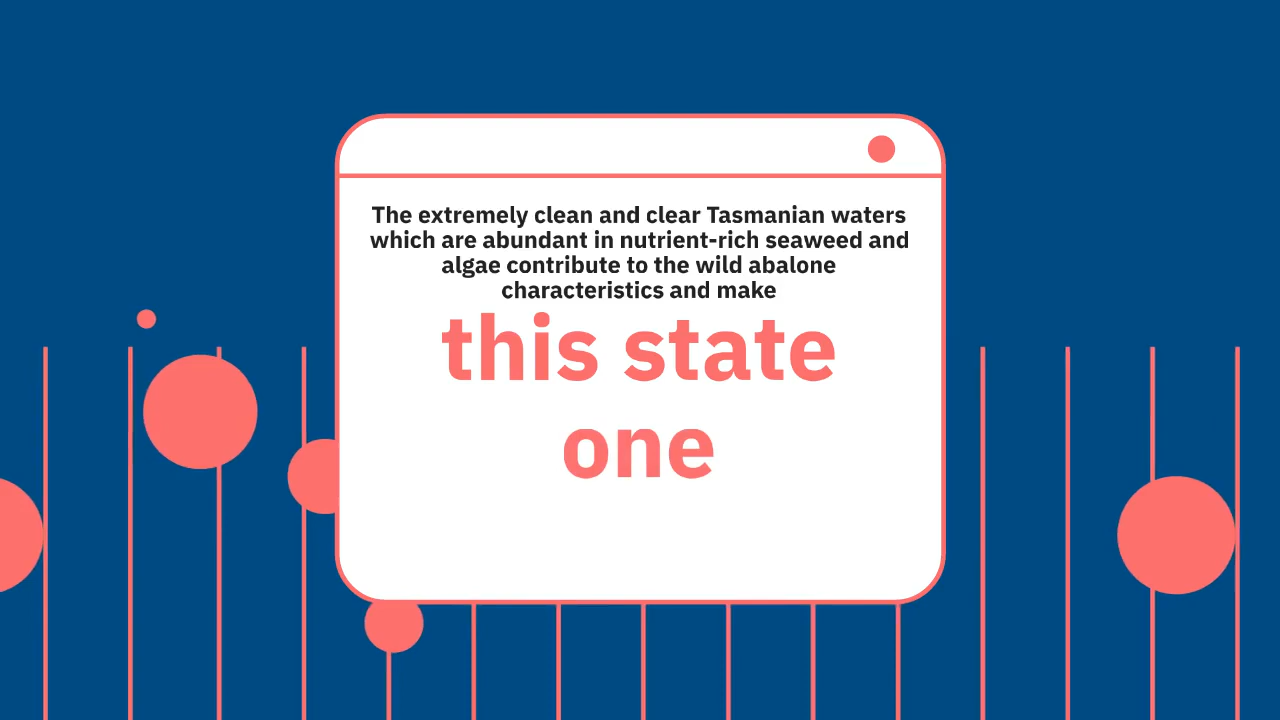 The extremely clean and clear Tasmanian waters
which are abundant in nutrient-rich seaweed and
algae contribute to the wild abalone
characteristics and make
this state
one